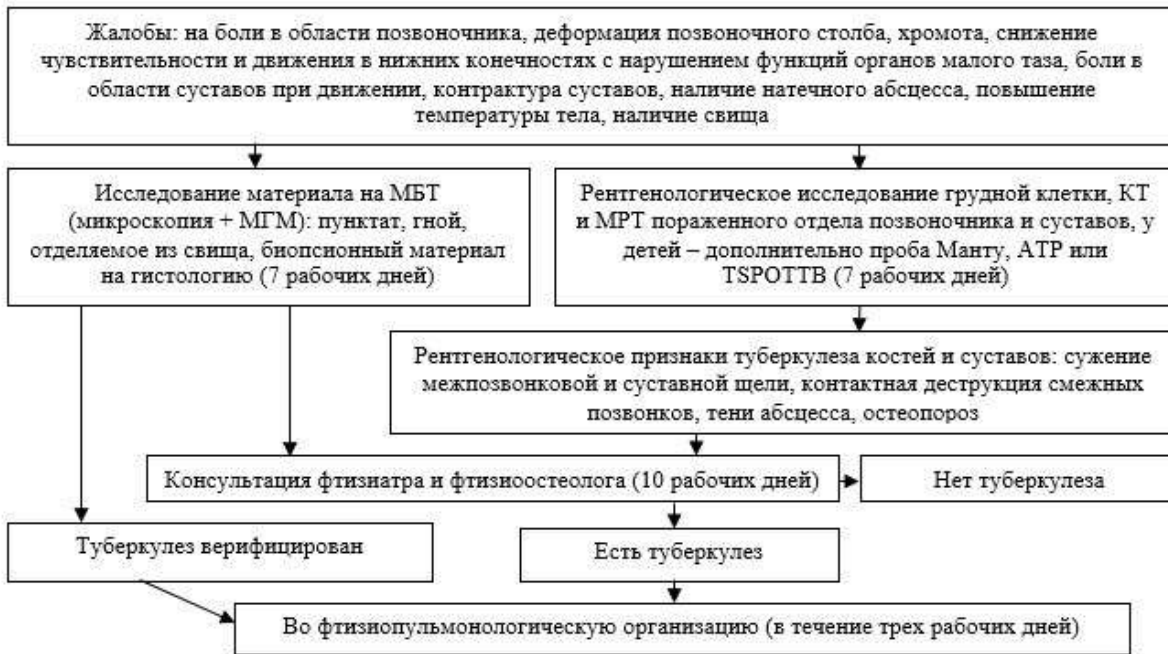 Жалобы: на боли в области позвоночника, деформация позвоночного столба, хромота, снижение
чувствительности и движения в нижних конечностях с нарушением функций органов малого таза, боли в
области суставов при движении, контрактура суставов, наличие натечного абсцесса, повышение
температуры тела, наличие свища
Исследование материала на МБТ
(микроскопия + МГМ): пунктат, гной,
отделяемое из свища, биопсионный материал
на гистологию (7 рабочих дней)
Рентгенологическое исследование грудной клетки, КТ
и МРТ пораженного отдела позвоночника и суставов, у
детей – дополнительно проба Манту, АТР или
TSPOTTB (7 рабочих дней)
Рентгенологическое признаки туберкулеза костей и суставов: сужение
межпозвонковой и суставной щели, контактная деструкция смежных
позвонков, тени абсцесса, остеопороз
Консультация фтизиатра и фтизиоостеолога (10 рабочих дней)
Нет туберкулеза
Туберкулез верифицирован
Есть туберкулез
Во фтизиопульмонологическую организацию (в течение трех рабочих дней)